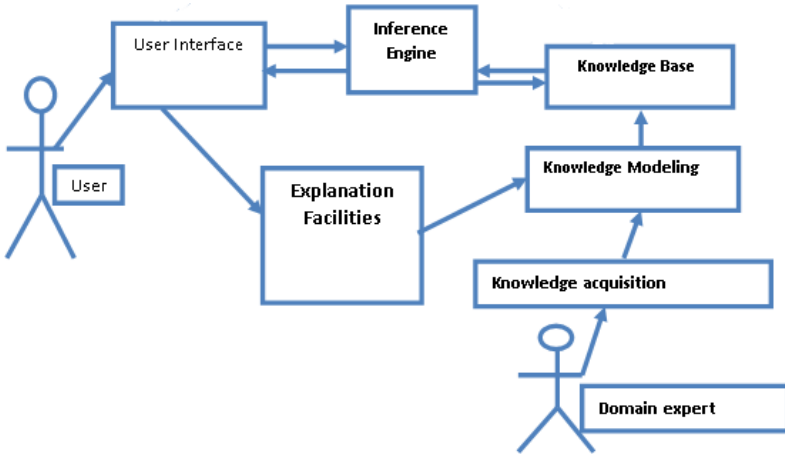 User Interface
Inference
Engine
Knowledge Base
User
Explanation
Facilities
Knowledge Modeling
Knowledge acquisition
Domain expert